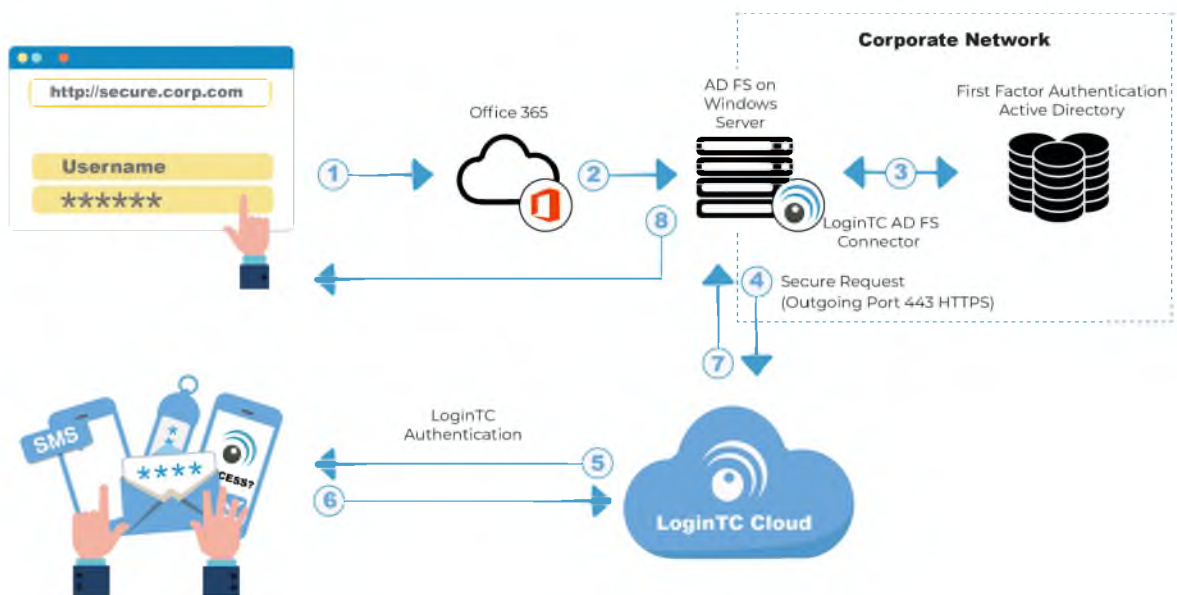 Corporate Network
http://secure.corp.com
Username
******
1
Office 365
2
AD FS on
Windows
Server
3
First Factor Authentication
Active Directory
LoginTC AD FS
Connector
8
4
Secure Request
(Outgoing Port 443 HTTPS)
7
SMS
****
CESS?
LoginTC
Authentication
5
6
LoginTC Cloud